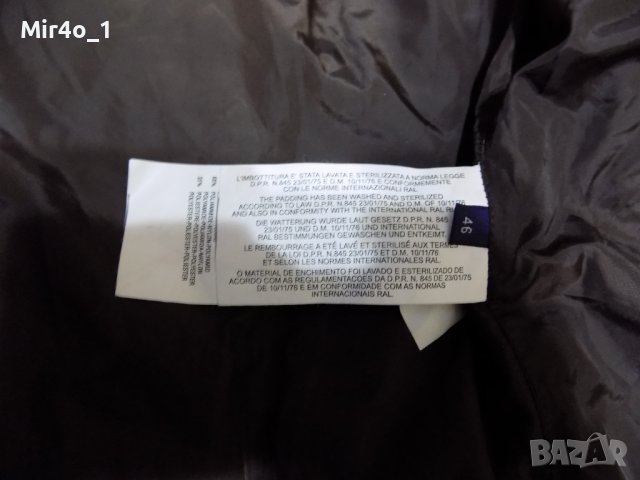 Mir4o_1
L'IMBOTTITURA E' STATA LAVATA E STERILIZZATA A NORMA LEGGE
D.P.R. N.845 23/01/75 E D.M. 10/11/76 E CONFORMEMENTE
CON LE NORME INTERNAZIONALI RAL.
THE PADDING HAS BEEN WASHED AND STERILIZED
ACCORDING TO LAW D.P.R. N.845 23/01/75 AND D.M. OF 10/11/76
AND ALSO IN CONFORMITY WITH THE INTERNATIONAL RAL
DIE WATTERUNG WURDE LAUT GESETZ D.P.R. N. 845
23/01/75 UND D.M. 10/11/76 UND
RAL BESTIMMUNGEN GEWASCHEN UND ENTKEIMT.
LE REMBOURRAGE A ETÉ LAVÉ ET STÉRILISÉ AUX TERMES
DE LA LOI D.P.R. N.845 23/01/75 ET D.M. 10/11/76
ET SELON LES NORMES INTERNATIONALES RAL.
O MATERIAL DE ENCHIMENTO FOI LAVADO E ESTERILIZADO DE
ACORDO COM AS REGULAMENTACOES DA D.P.R. N. 845 DE 23/01/75
DE 10/11/76 E EM CONFORMIDADE COM AS NORMAS
INTERNACIONAIS RAL.
46
BAZAR